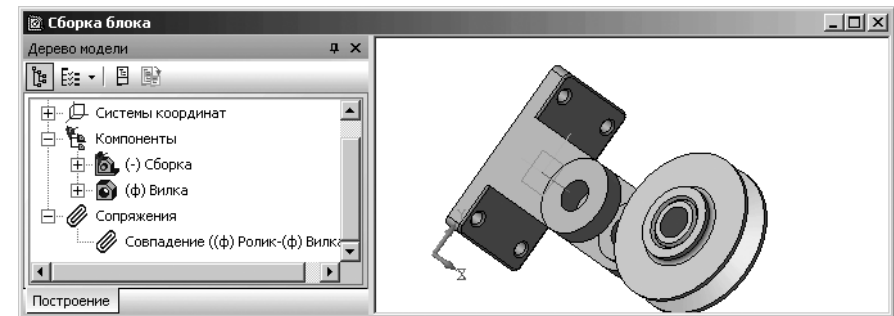 Сборка блока
Дерево модели
Системы координат
Компоненты
(-) Сборка
(ф) Вилка
Сопряжения
Совпадение ((ф) Ролик-(ф) Вилка
Построение